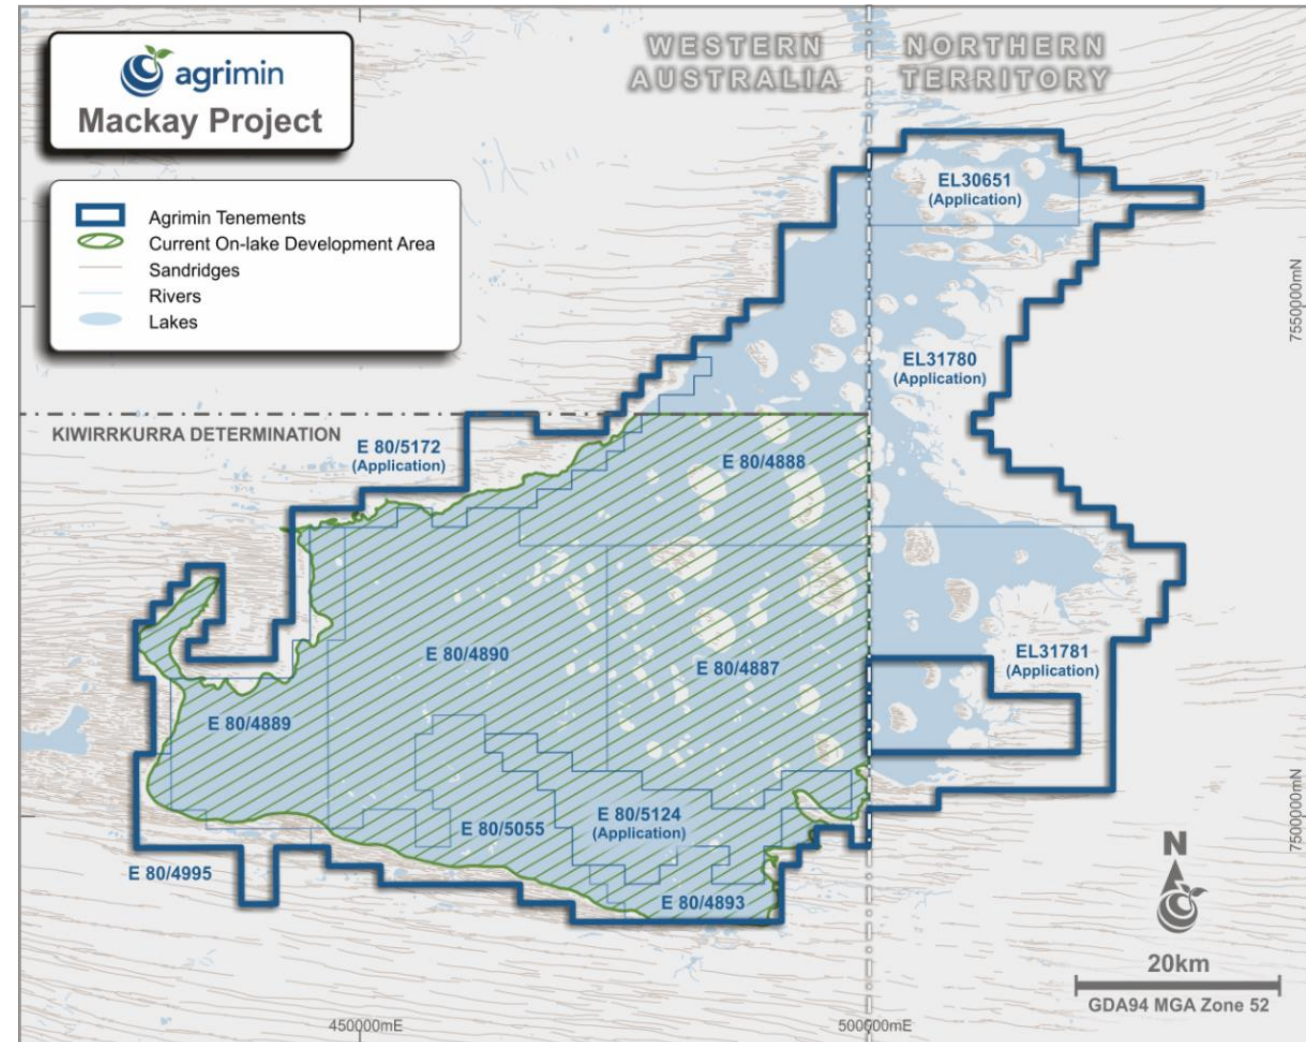 agrimin
Mackay Project
WESTERN
AUSTRALIA
NORTHERN
TERRITORY
Agrimin Tenements
Current On-lake Development Area
Sandridges
Rivers
Lakes
EL30651
(Application)
7550000mN
EL31780
(Application)
KIWIRRKURRA DETERMINATION
E 80/5172
(Application)
E 80/4888
E 80/4890
E 80/4887
EL31781
(Application)
E 80/4889
E 80/5055
E 80/5124
(Application)
7500000mN
E 80/4995
E 80/4893
N
20km
GDA94 MGA Zone 52
450000mE
500000mE